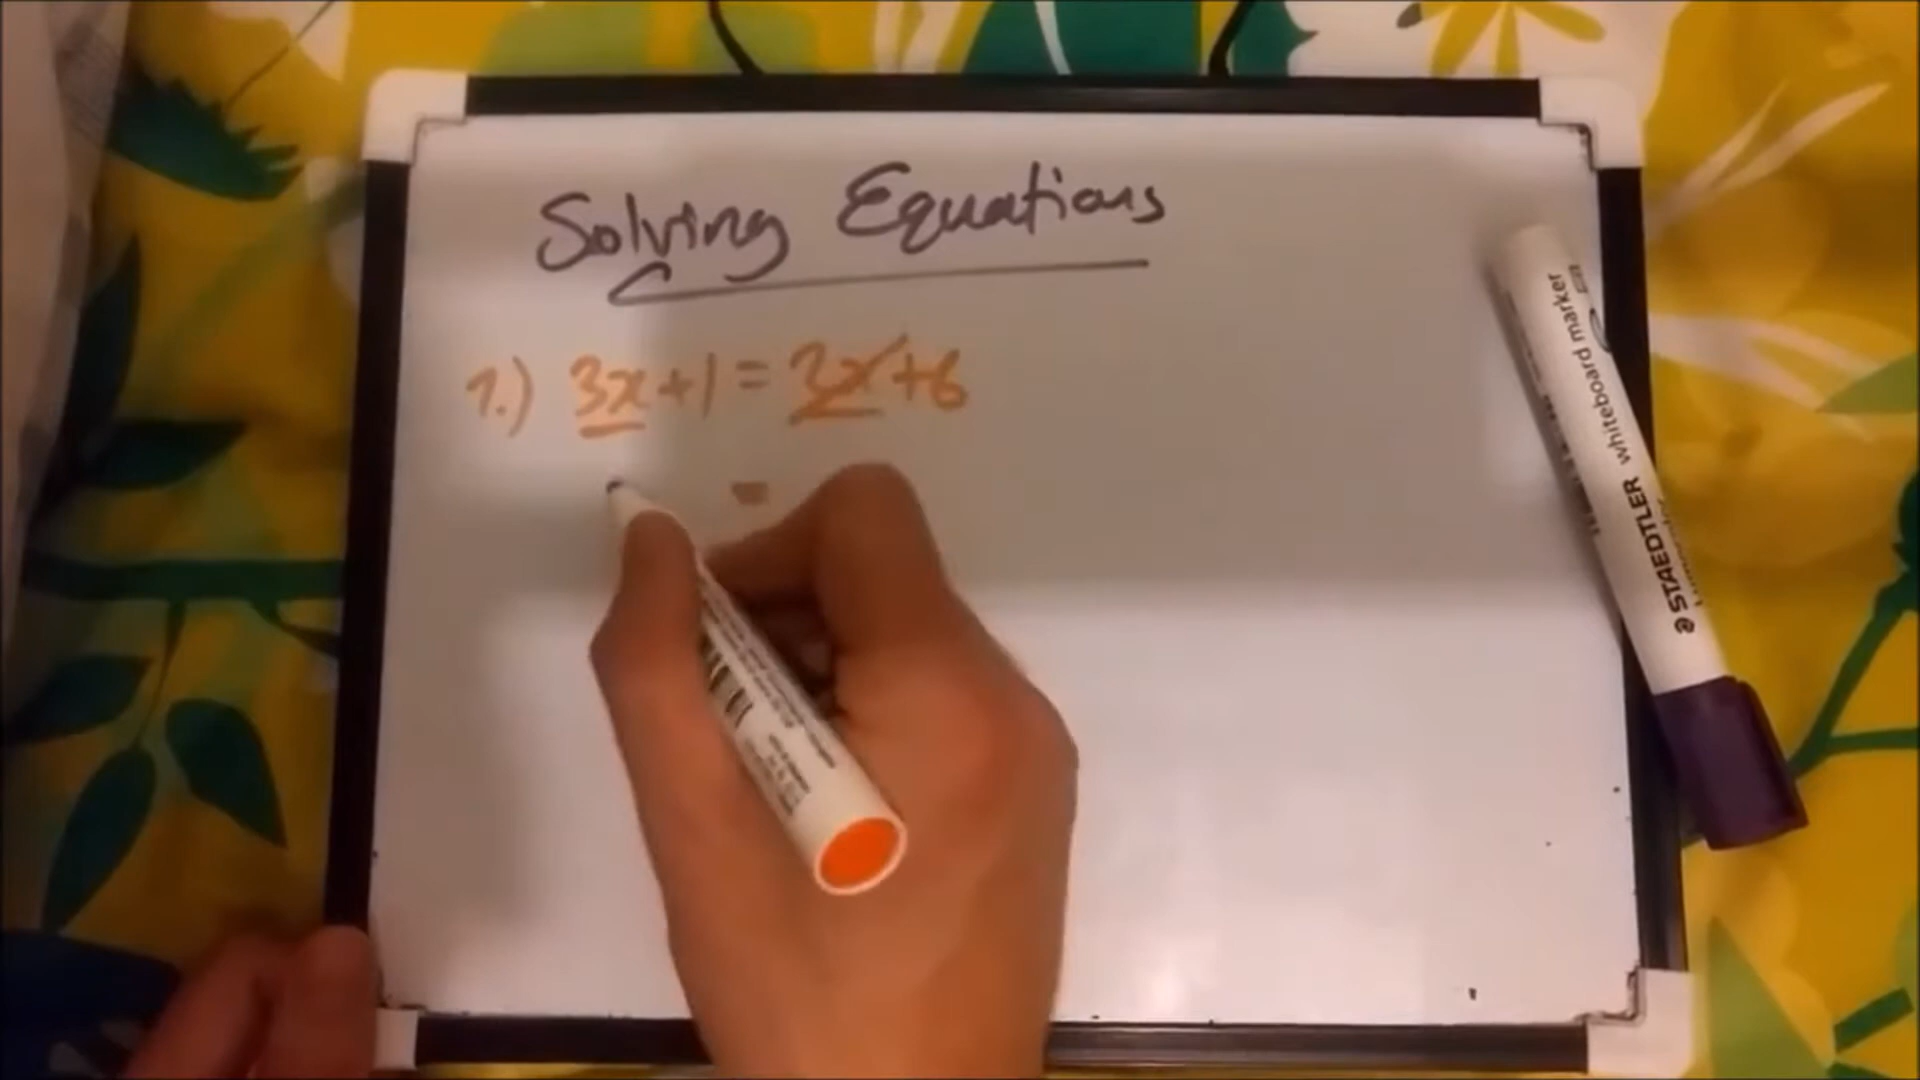 Solving Equations
1.) 3x+1=2x+6
=
STAEDTLER whiteboard marker